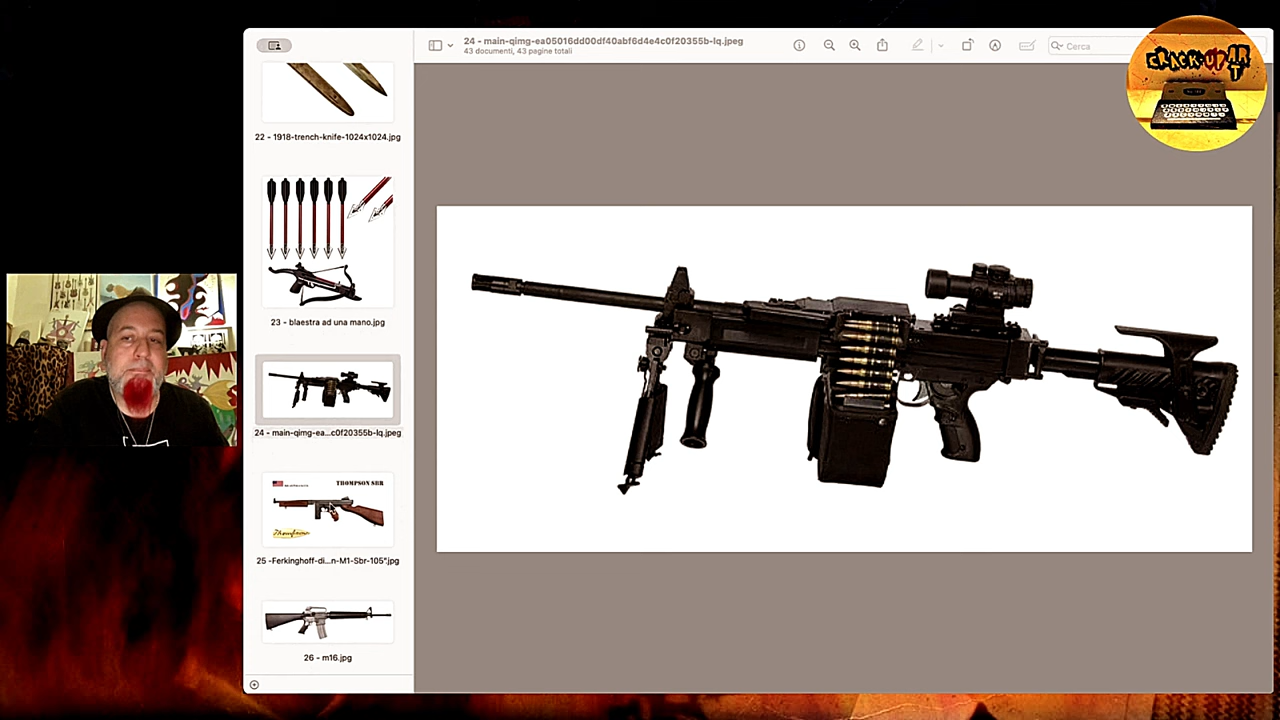 24 - main-qimg-ea05016dd00df40abf6d4e4c0f20355b-lq.jpeg
43 documenti, 43 pagine totali
Cerca
CRACK-UP ART
22 - 1918-trench-knife-1024x1024.jpg
23 - blaestra ad una mano.jpg
24 - main-qimg-ea...c0f20355b-lq.jpeg
THOMPSON SBR
Thompson
25 -Ferkinghoff-di...n-M1-Sbr-105".jpg
26 - m16.jpg